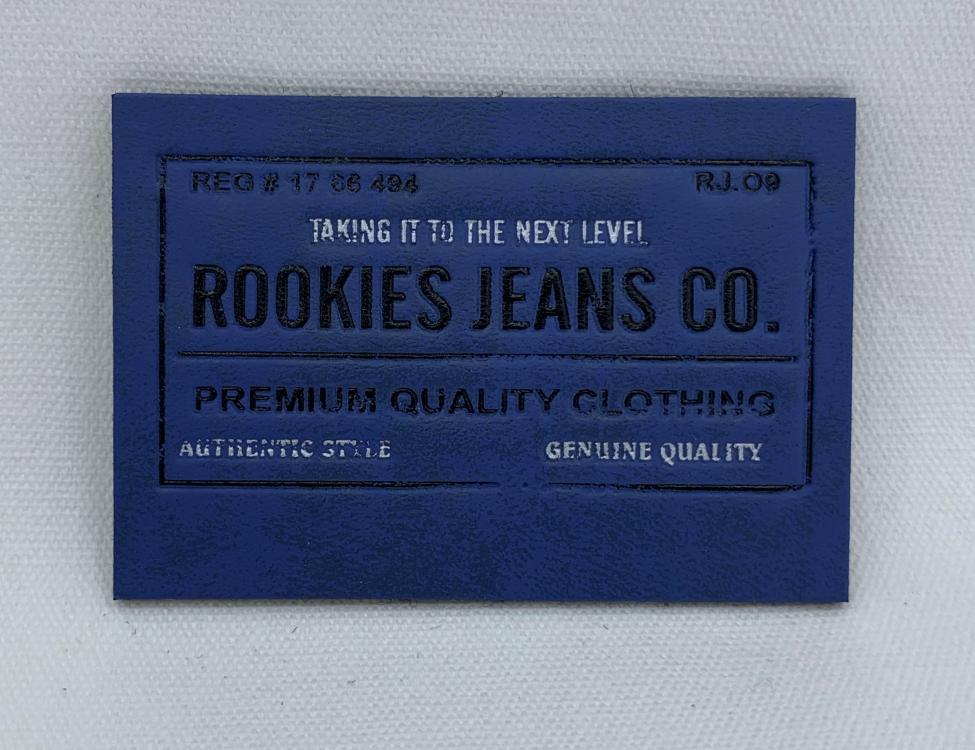 REG # 17 66 494 RJ.O9
TAKING IT TO THE NEXT LEVEL
ROOKIES JEANS CO.
PREMIUM QUALITY CLOTHING
AUTHENTIC STYLE GENUINE QUALITY